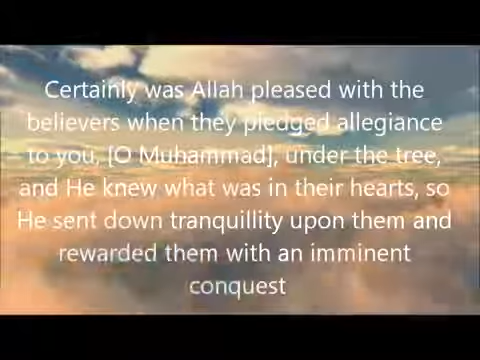 Certainly was Allah pleased with the
believers when they pledged allegiance
to you, [O Muhammad], under the tree,
and He knew what was in their hearts, so
He sent down tranquillity upon them and
rewarded them with an imminent
conquest